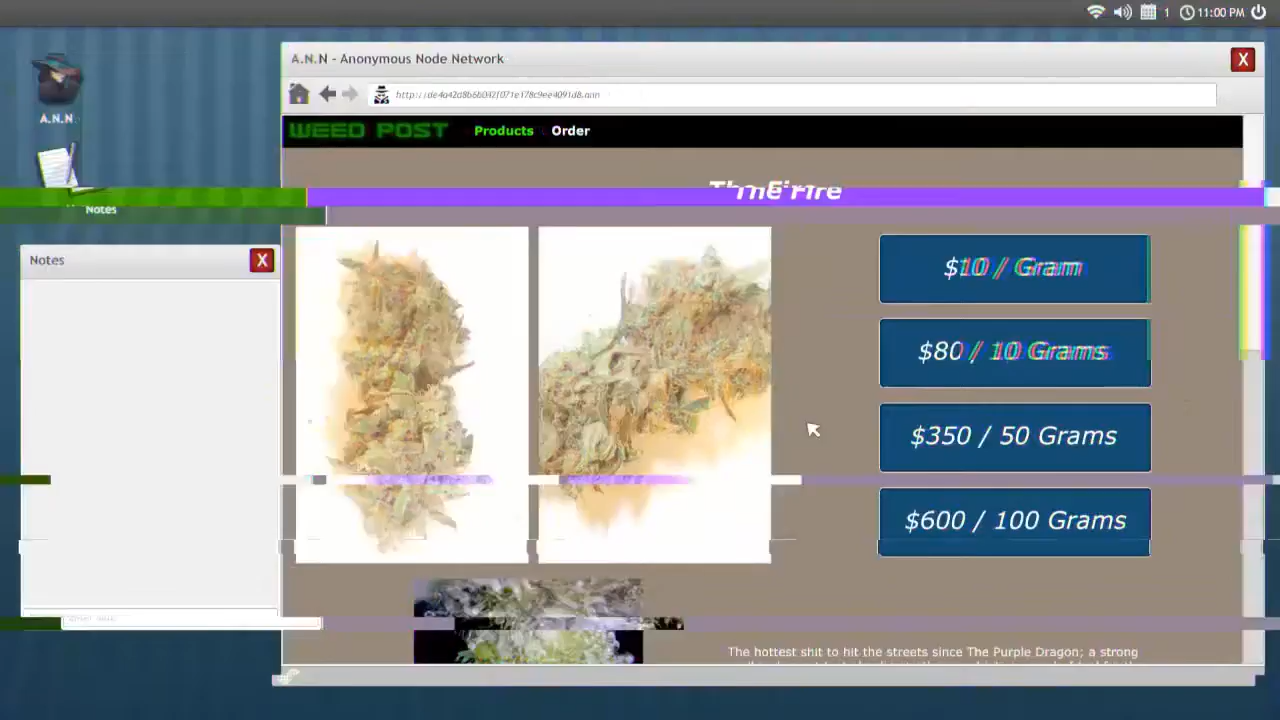 1 11:00 PM
A.N.N - Anonymous Node Network X
A.N.N
WEED POST Products Order
Notes
Notes X
$10 / Gram
$80 / 10 Grams
$350 / 50 Grams
$600 / 100 Grams
The hottest shit to hit the streets since The Purple Dragon; a strong